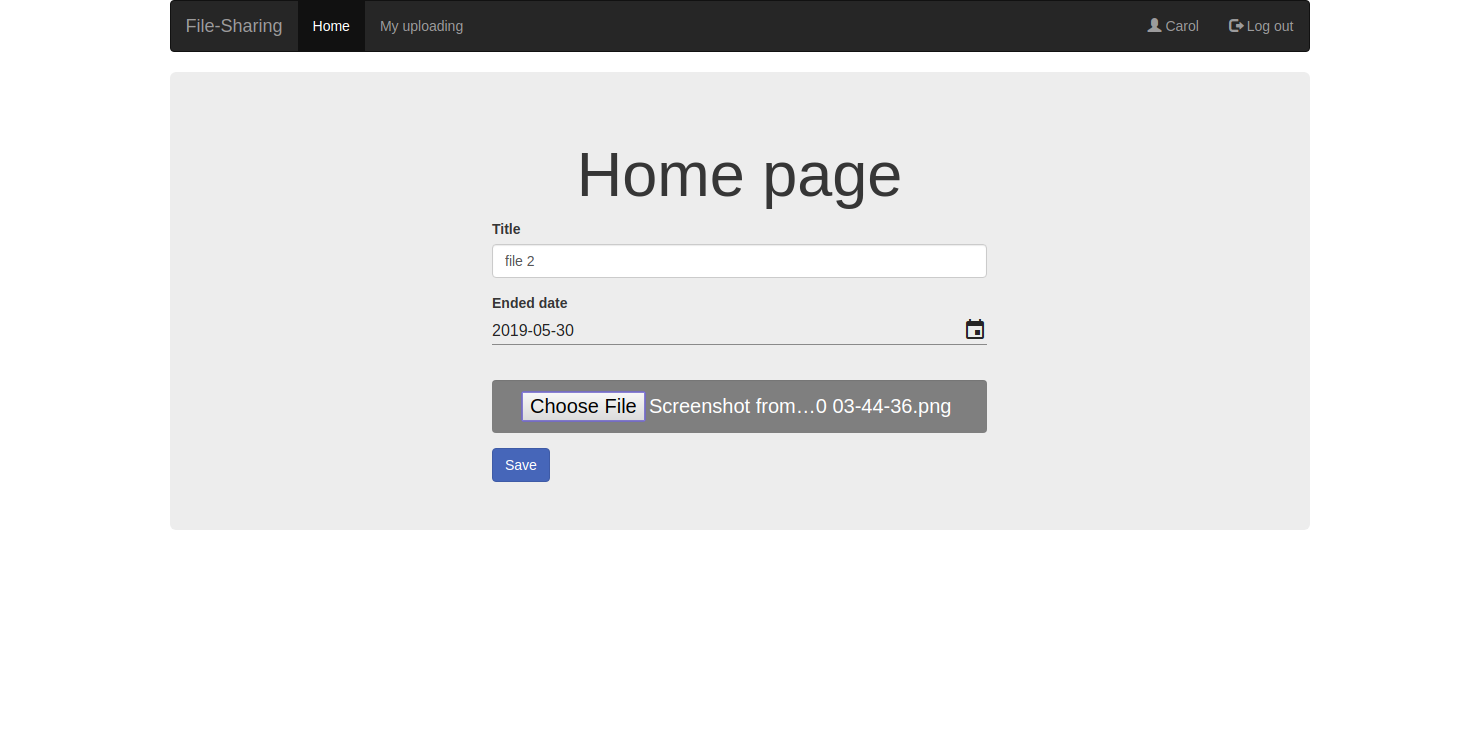 File-Sharing Home My uploading Carol Log out
Home page
Title
file 2
Ended date
2019-05-30
Choose File Screenshot from…0 03-44-36.png
Save